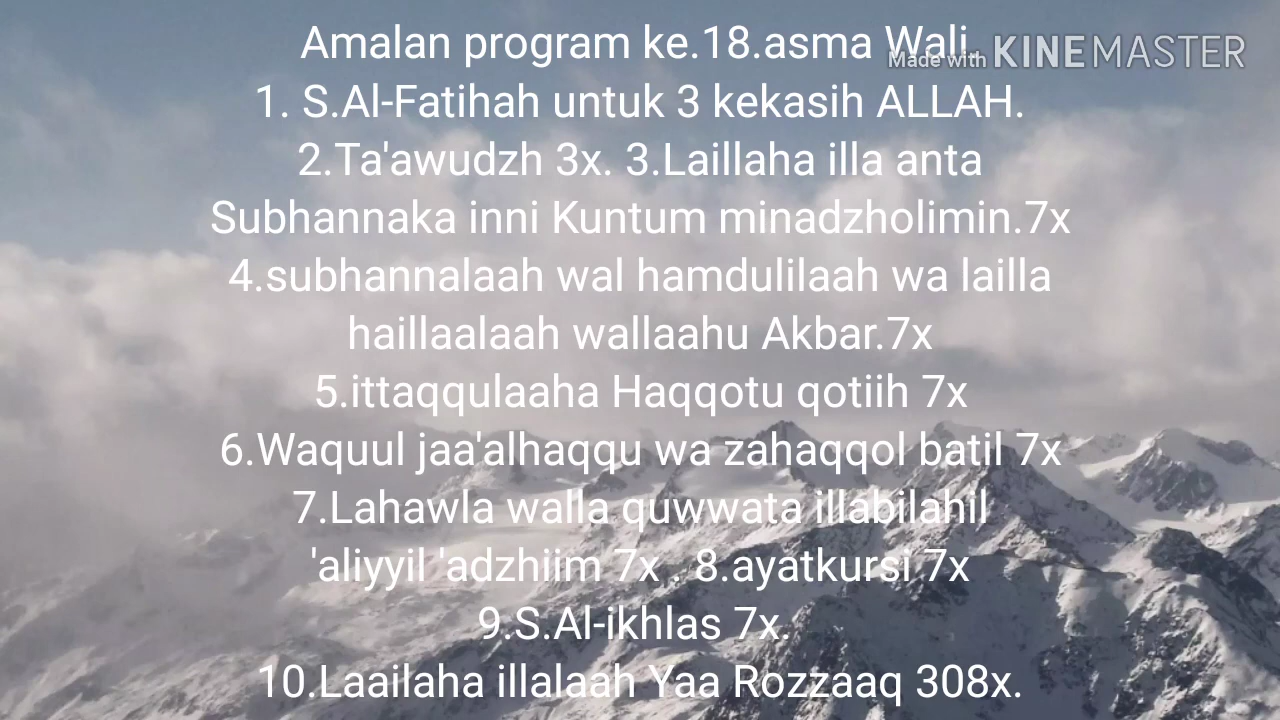 Amalan program ke.18.asma Wali.
Made with KINEMASTER
1. S.Al-Fatihah untuk 3 kekasih ALLAH.
2.Ta'awudzh 3x. 3.Laillaha illa anta
Subhannaka inni Kuntum minadzholimin.7x
4.subhannalaah wal hamdulilaah wa lailla
haillaalaah wallaahu Akbar.7x
5.ittaqqulaaha Haqqotu qotiih 7x
6.Waquul jaa'alhaqqu wa zahaqqol batil 7x
7.Lahawla walla quwwata illabilahil
'aliyyil 'adzhiim 7x . 8.ayatkursi 7x
9.S.Al-ikhlas 7x.
10.Laailaha illalaah Yaa Rozzaaq 308x.